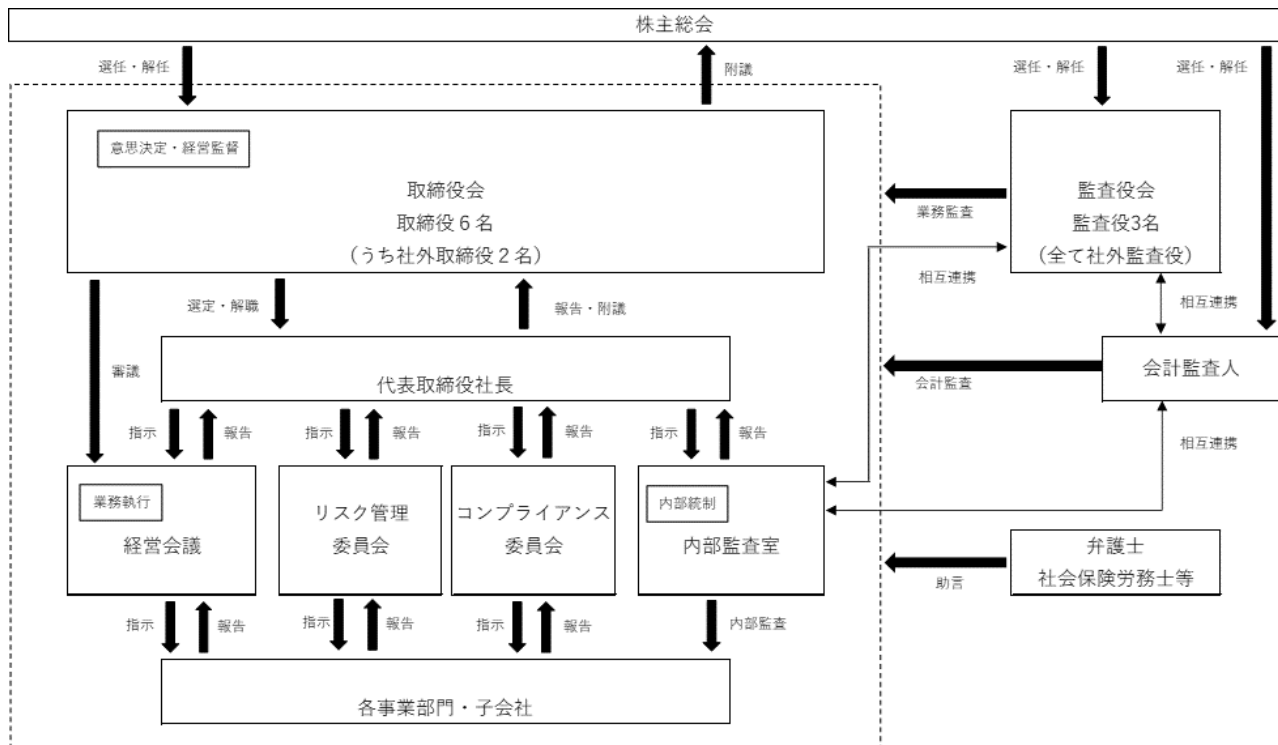 株主総会
選任・解任
附議
選任・解任
選任・解任
意思決定・経営監督
取締役会
取締役6名
(うち社外取締役2名)
監査役会
監査役3名
(全て社外監査役)
業務監査
相互連携
相互連携
選定・解職
報告・附議
審議
代表取締役社長
会計監査
会計監査人
指示
報告
指示
報告
指示
報告
指示
報告
相互連携
業務執行
経営会議
リスク管理
委員会
コンプライアンス
委員会
内部統制
内部監査室
弁護士
社会保険労務士等
助言
指示
報告
指示
報告
指示
報告
内部監査
各事業部門・子会社